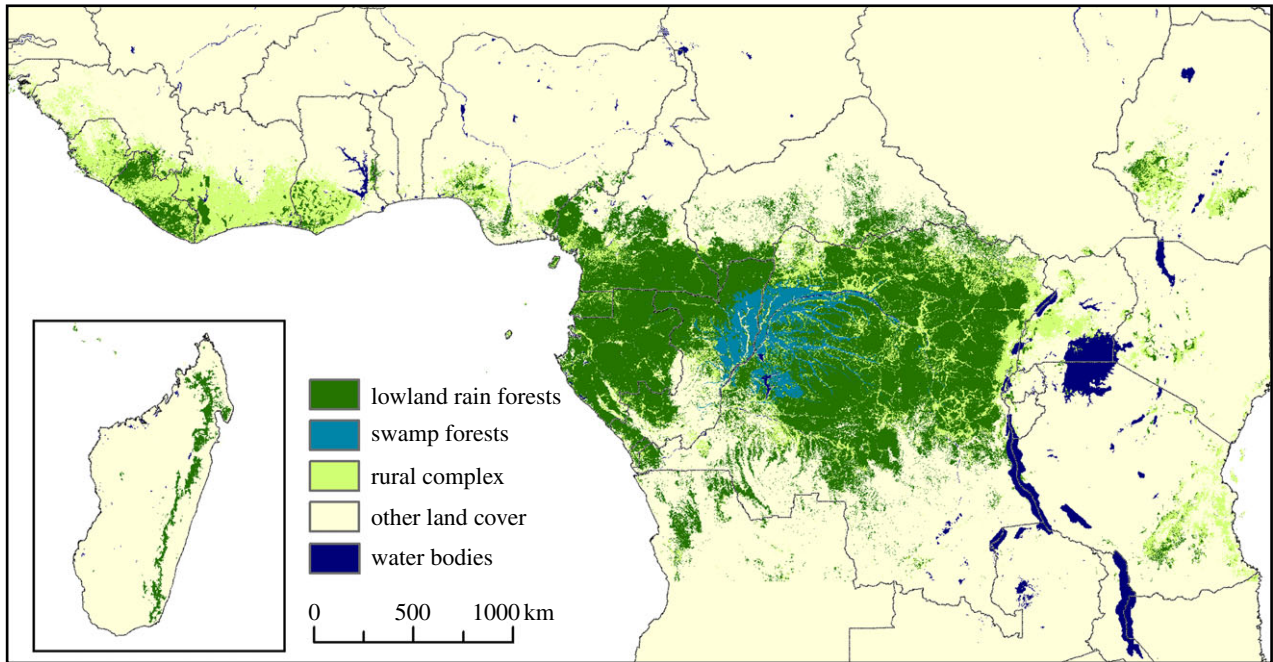 lowland rain forests
swamp forests
rural complex
other land cover
water bodies
0 500 1000 km